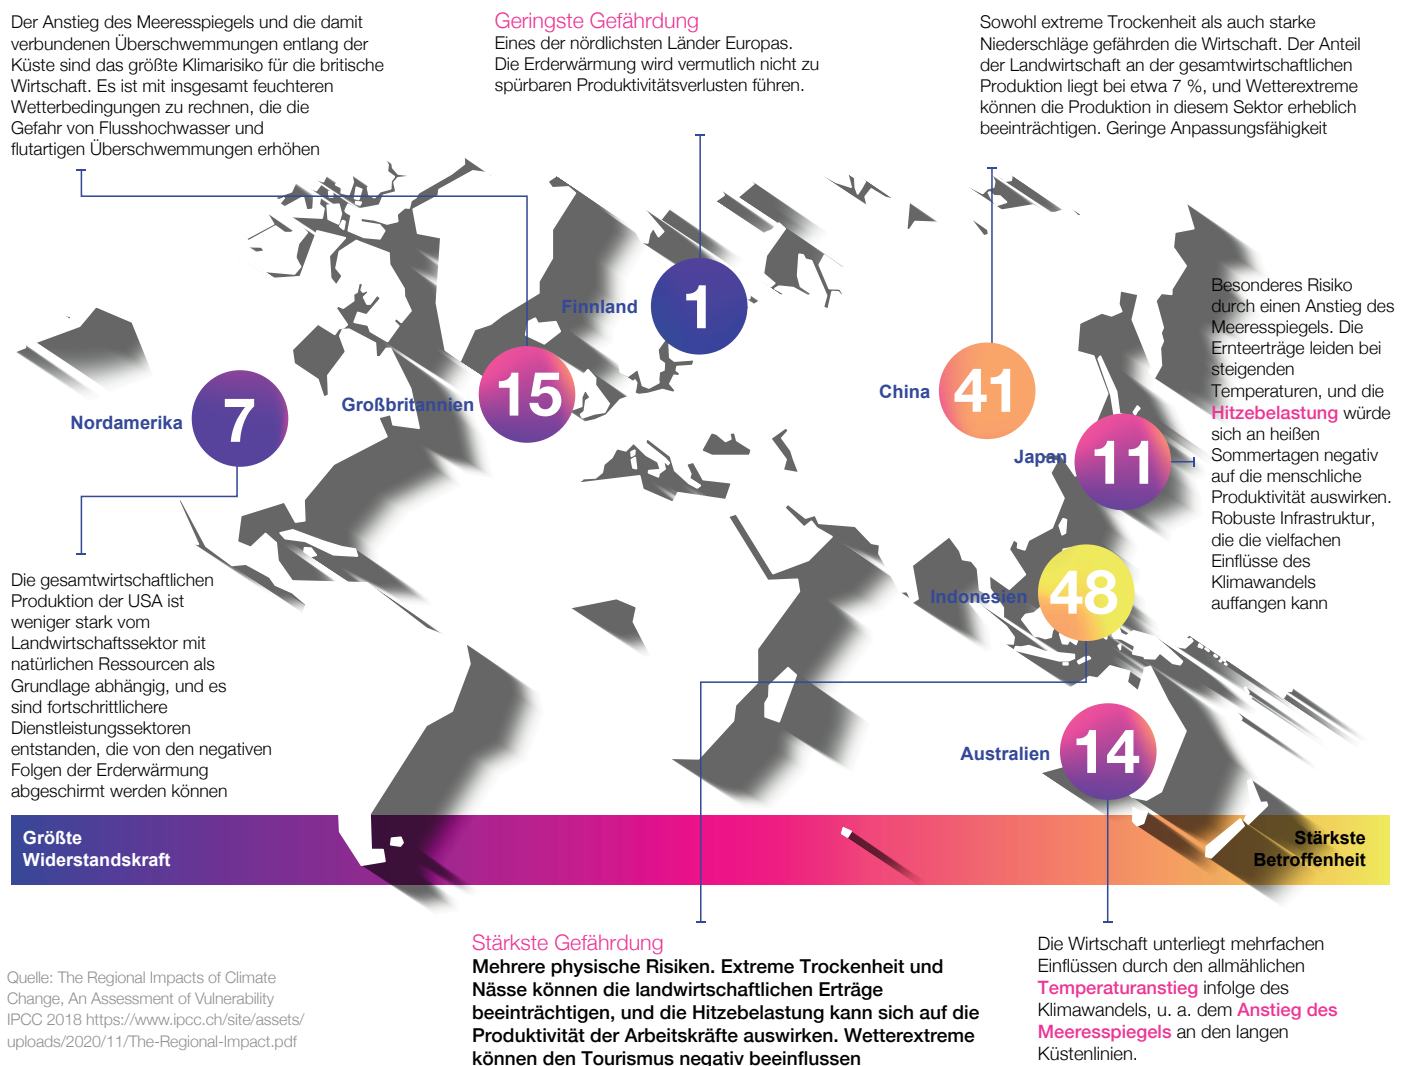 Der Anstieg des Meeresspiegels und die damit
verbundenen Überschwemmungen entlang der
Küste sind das größte Klimarisiko für die britische
Wirtschaft. Es ist mit insgesamt feuchteren
Wetterbedingungen zu rechnen, die die
Gefahr von Flusshochwasser und
flutartigen Überschwemmungen erhöhen
Geringste Gefährdung
Eines der nördlichsten Länder Europas.
Die Erderwärmung wird vermutlich nicht zu
spürbaren Produktivitätsverlusten führen.
Sowohl extreme Trockenheit als auch starke
Niederschläge gefährden die Wirtschaft. Der Anteil
der Landwirtschaft an der gesamtwirtschaftlichen
Produktion liegt bei etwa 7 %, und Wetterextreme
können die Produktion in diesem Sektor erheblich
beeinträchtigen. Geringe Anpassungsfähigkeit
Finnland
1
Großbritannien
15
Nordamerika
7
China
41
Japan
11
Indonesien
48
Australien
14
Besonderes Risiko
durch einen Anstieg des
Meeresspiegels. Die
Ernteerträge leiden bei
steigenden
Temperaturen, und die
Hitzebelastung würde
sich an heißen
Sommertagen negativ
auf die menschliche
Produktivität auswirken.
Robuste Infrastruktur,
die die vielfachen
Einflüsse des
Klimawandels
auffangen kann
Die gesamtwirtschaftlichen
Produktion der USA ist
weniger stark vom
Landwirtschaftssektor mit
natürlichen Ressourcen als
Grundlage abhängig, und es
sind fortschrittlichere
Dienstleistungssektoren
entstanden, die von den negativen
Folgen der Erderwärmung
abgeschirmt werden können
Größte
Widerstandskraft
Stärkste
Betroffenheit
Stärkste Gefährdung
Mehrere physische Risiken. Extreme Trockenheit und
Nässe können die landwirtschaftlichen Erträge
beeinträchtigen, und die Hitzebelastung kann sich auf die
Produktivität der Arbeitskräfte auswirken. Wetterextreme
können den Tourismus negativ beeinflussen
Die Wirtschaft unterliegt mehrfachen
Einflüssen durch den allmählichen
Temperaturanstieg infolge des
Klimawandels, u. a. dem Anstieg des
Meeresspiegels an den langen
Küstenlinien.
Quelle: The Regional Impacts of Climate
Change, An Assessment of Vulnerability
IPCC 2018 https://www.ipcc.ch/site/assets/
uploads/2020/11/The-Regional-Impact.pdf